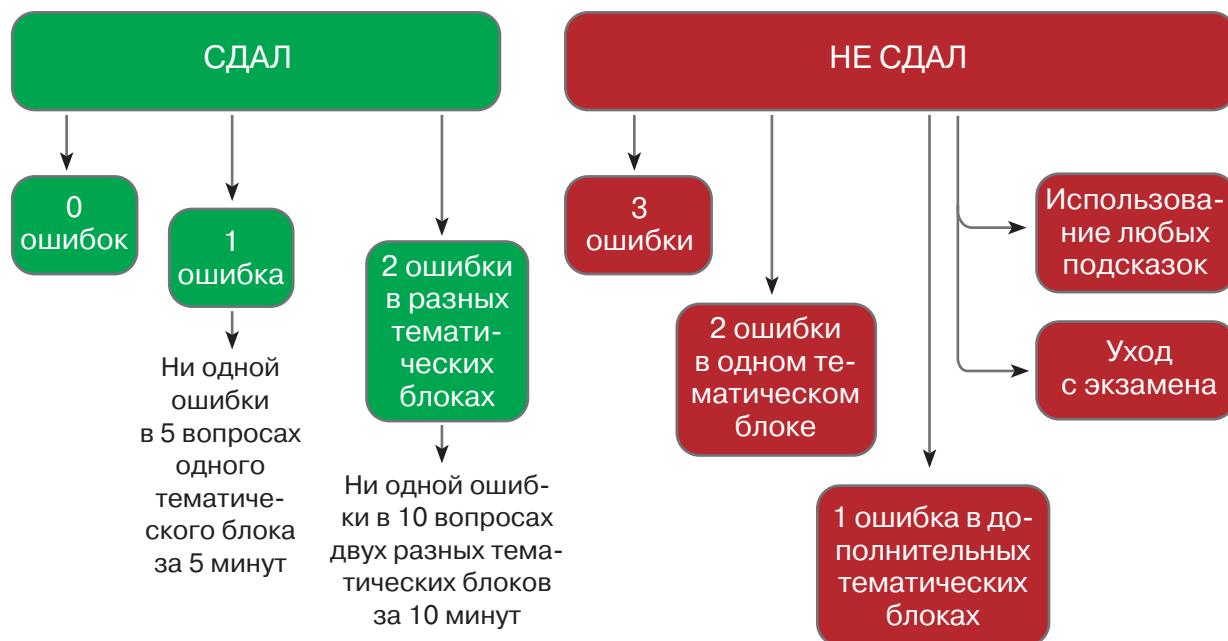 СДАЛ
0
ошибок
1
ошибка
Ни одной
ошибки
в 5 вопросах
одного
тематиче-
ского блока
за 5 минут
2 ошибки
в разных
темати-
ческих
блоках
Ни одной ошиб-
ки в 10 вопросах
двух разных тема-
тических блоков
за 10 минут
НЕ СДАЛ
3
ошибки
2 ошибки
в одном те-
матическом
блоке
1 ошибка в до-
полнительных
тематических
блоках
Использова-
ние любых
подсказок
Уход
с экзамена